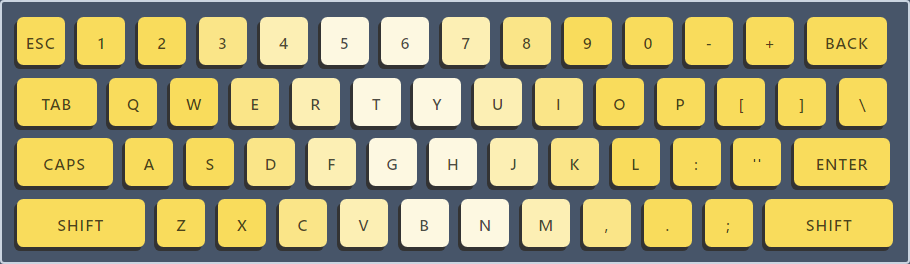 ESC 1 2 3 4 5 6 7 8 9 0 - + BACK
TAB Q W E R T Y U I O P [ ] \
CAPS A S D F G H J K L : '' ENTER
SHIFT Z X C V B N M , . ; SHIFT